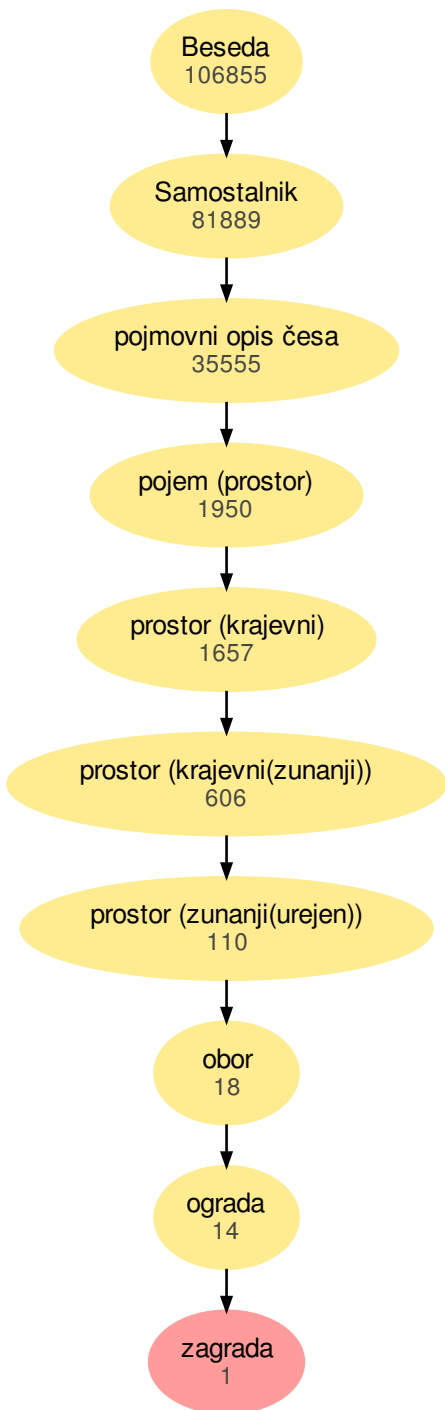 Beseda
106855
Samostalnik
81889
pojmovni opis česa
35555
pojem (prostor)
1950
prostor (krajevni)
1657
prostor (krajevni(zunanji))
606
prostor (zunanji(urejen))
110
obor
18
ograda
14
zagrada
1